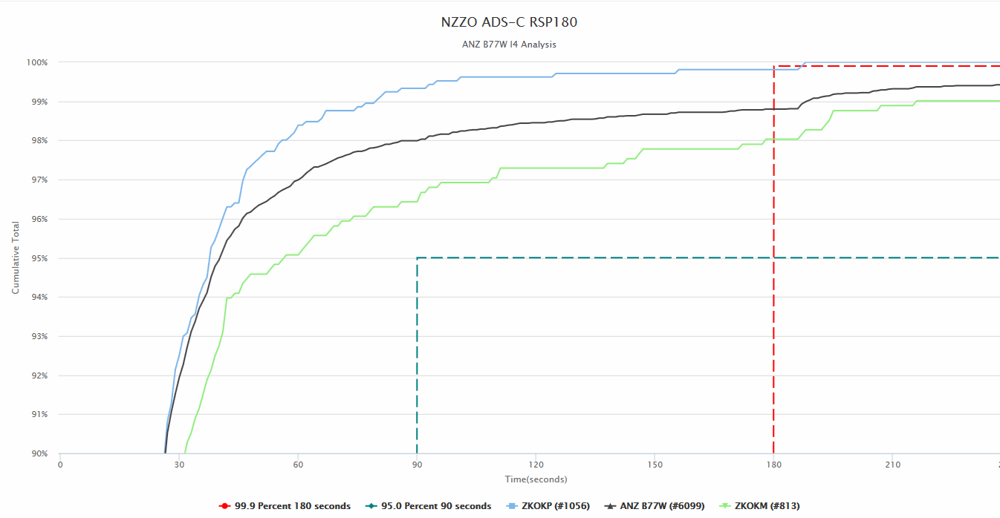 NZZO ADS-C RSP180
ANZ B77W I4 Analysis
100%
99%
98%
97%
96%
95%
94%
93%
92%
91%
90%
Cumulative Total
0 30 60 90 120 150 180 210
Time(seconds)
99.9 Percent 180 seconds 95.0 Percent 90 seconds ZKOKP (#1056) ANZ B77W (#6099) ZKOKM (#813)